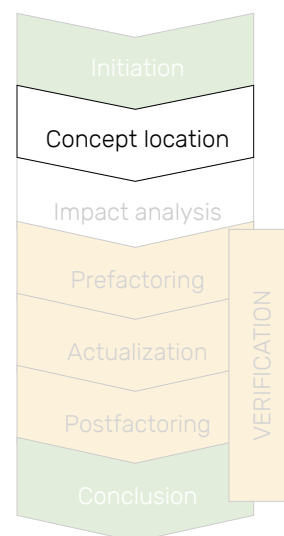 Initiation
Concept location
Impact analysis
Prefactoring
Actualization
Postfactoring
Conclusion
VERIFICATION